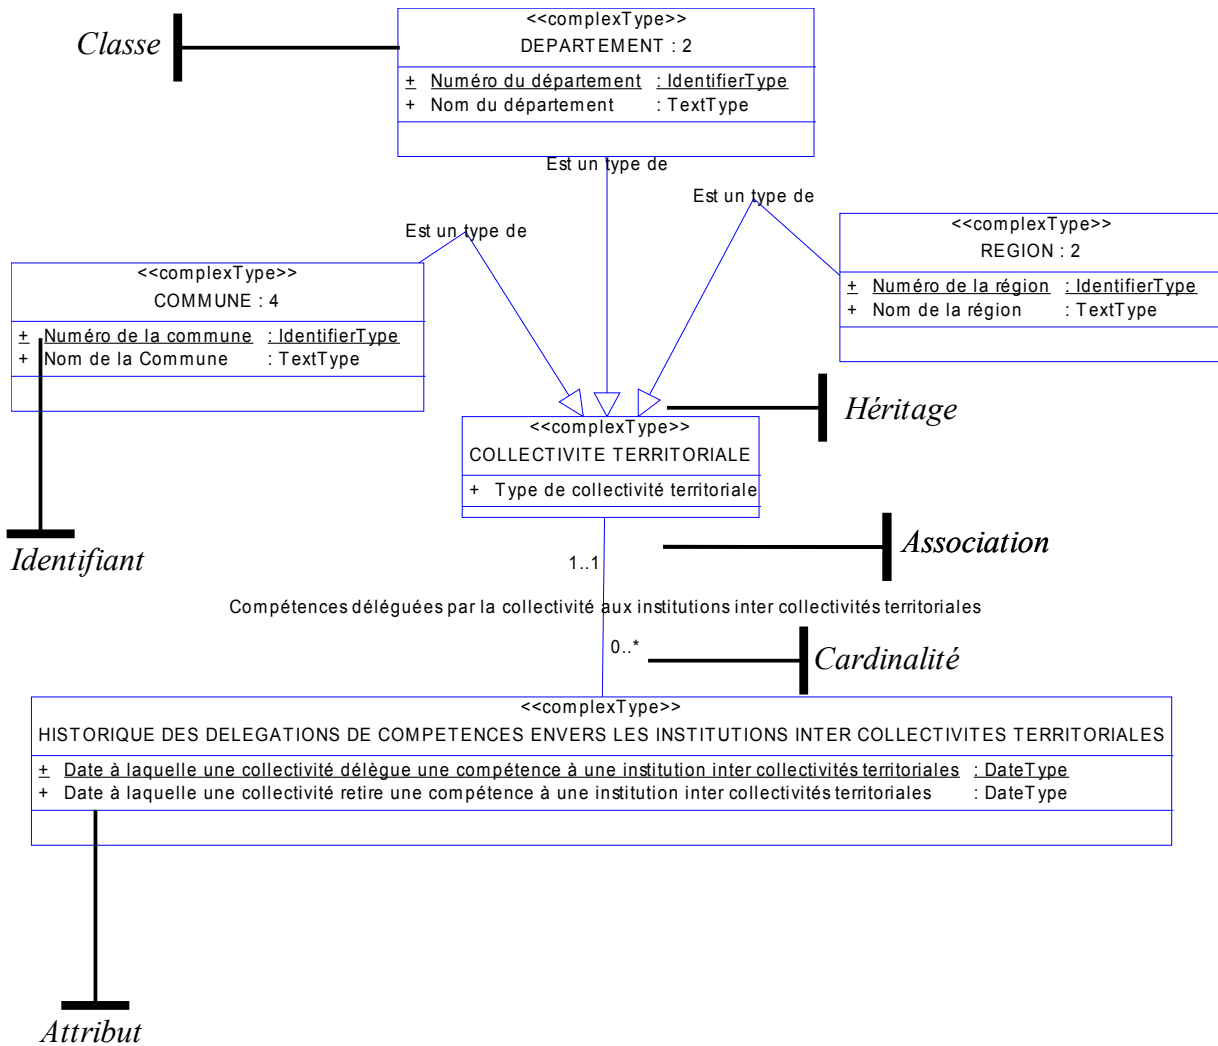 Classe
<<complexType>>
DEPARTEMENT : 2
+ Numéro du département : IdentifierType
+ Nom du département : TextType
Est un type de
Est un type de
Est un type de
<<complexType>>
REGION : 2
+ Numéro de la région : IdentifierType
+ Nom de la région : TextType
<<complexType>>
COMMUNE : 4
+ Numéro de la commune : IdentifierType
+ Nom de la Commune : TextType
Héritage
<<complexType>>
COLLECTIVITE TERRITORIALE
+ Type de collectivité territoriale
Identifiant
Association
1..1
Compétences déléguées par la collectivité aux institutions inter collectivités territoriales
0..*
Cardinalité
<<complexType>>
HISTORIQUE DES DELEGATIONS DE COMPETENCES ENVERS LES INSTITUTIONS INTER COLLECTIVITES TERRITORIALES
+ Date à laquelle une collectivité délègue une compétence à une institution inter collectivités territoriales : DateType
+ Date à laquelle une collectivité retire une compétence à une institution inter collectivités territoriales : DateType
Attribut